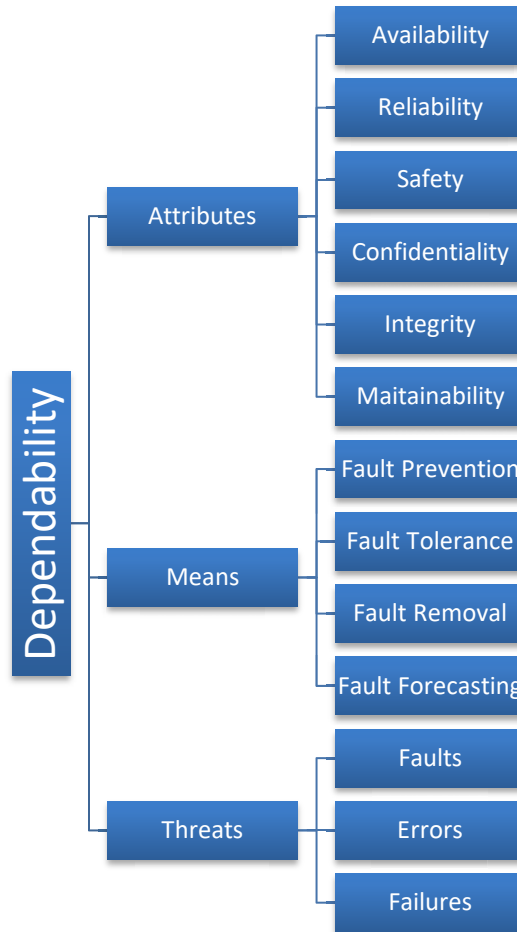 Dependability
Attributes
Availability
Reliability
Safety
Confidentiality
Integrity
Maitainability
Means
Fault Prevention
Fault Tolerance
Fault Removal
Fault Forecasting
Threats
Faults
Errors
Failures